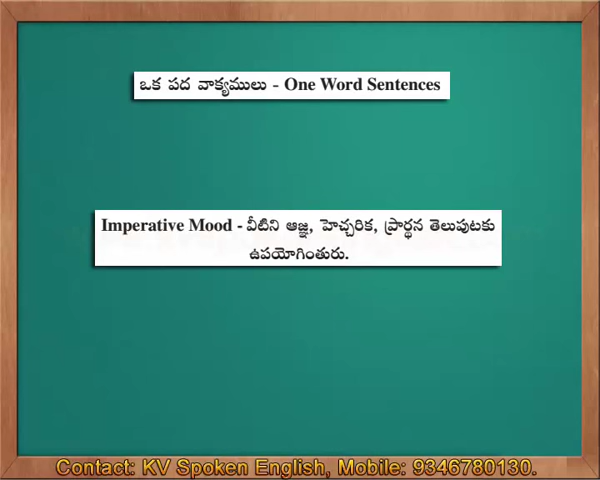 ఒక పద వాక్యములు - One Word Sentences
Imperative Mood - వీటిని ఆజ్ఞ, హెచ్చరిక, ప్రార్థన తెలుపుటకు
ఉపయోగింతురు.
Contact: KV Spoken English, Mobile: 9346780130.